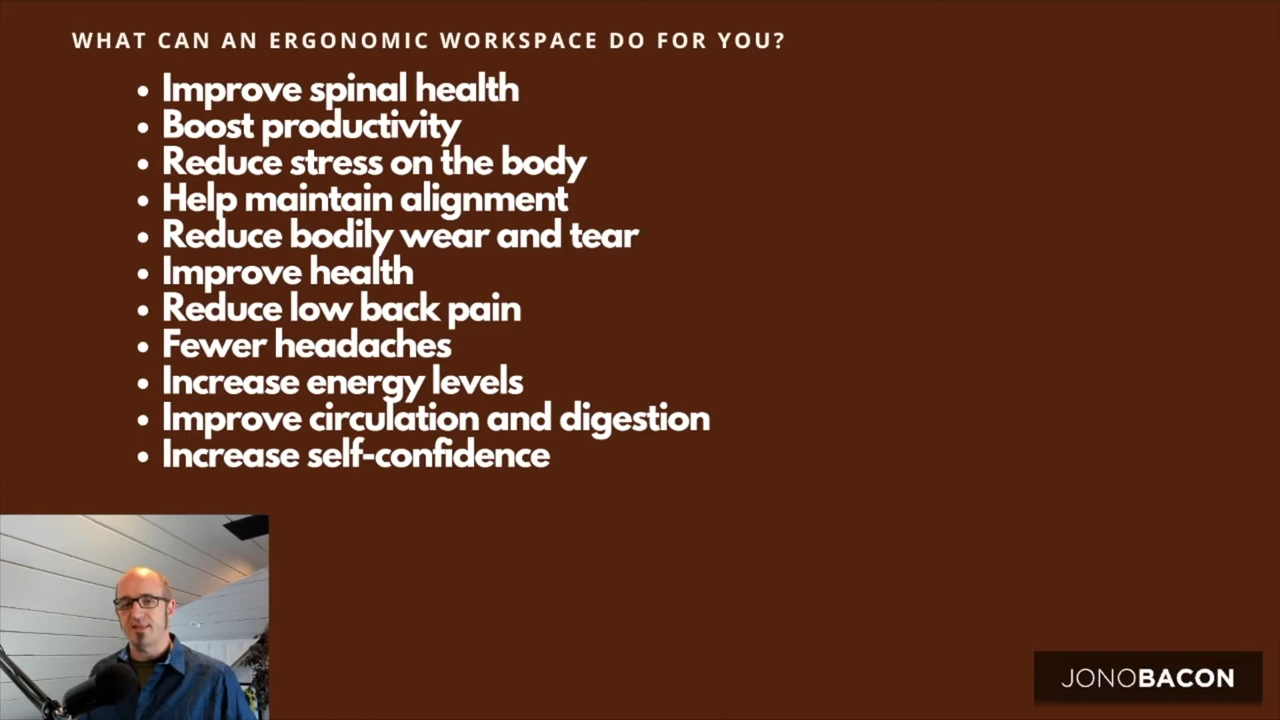 WHAT CAN AN ERGONOMIC WORKSPACE DO FOR YOU?
• Improve spinal health
• Boost productivity
• Reduce stress on the body
• Help maintain alignment
• Reduce bodily wear and tear
• Improve health
• Reduce low back pain
• Fewer headaches
• Increase energy levels
• Improve circulation and digestion
• Increase self-confidence
JONOBACON